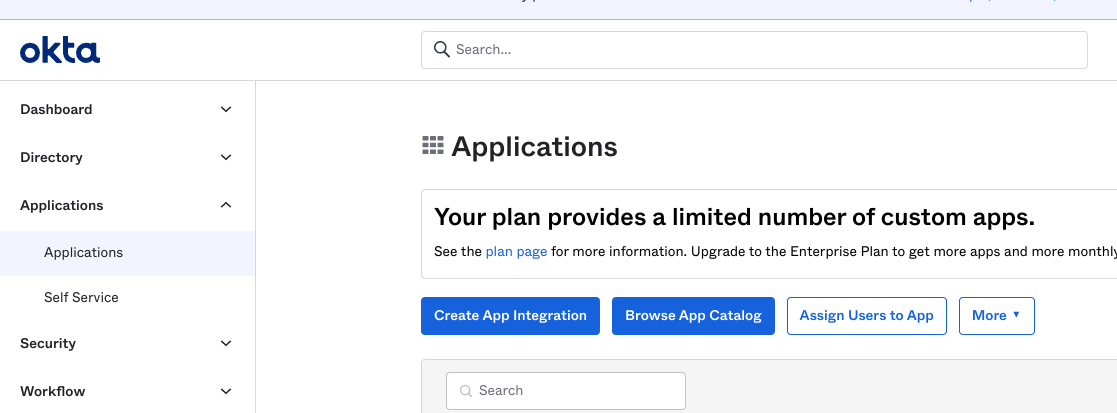 okta
Search...
Dashboard
Directory
Applications
Applications
Self Service
Security
Workflow
Applications
Your plan provides a limited number of custom apps.
See the plan page for more information. Upgrade to the Enterprise Plan to get more apps and more monthly
Create App Integration
Browse App Catalog
Assign Users to App
More
Search